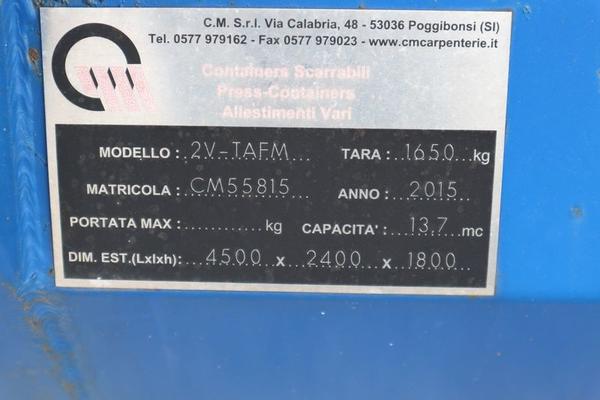 C.M. S.r.l. Via Calabria, 48 - 53036 Poggibonsi (SI)
Tel. 0577 979162 - Fax 0577 979023 - www.cmcarpenterie.it
Containers Scarrabili
Press-Containers
Allestimenti Vari
MODELLO : 2V-TAFM... TARA : .1650. kg
MATRICOLA : CM55815... ANNO : ..2015..
PORTATA MAX : ............ kg CAPACITA' : ..13.7. mc
DIM. EST.(Lxlxh): ...4500.. x ..2400... x .1800....